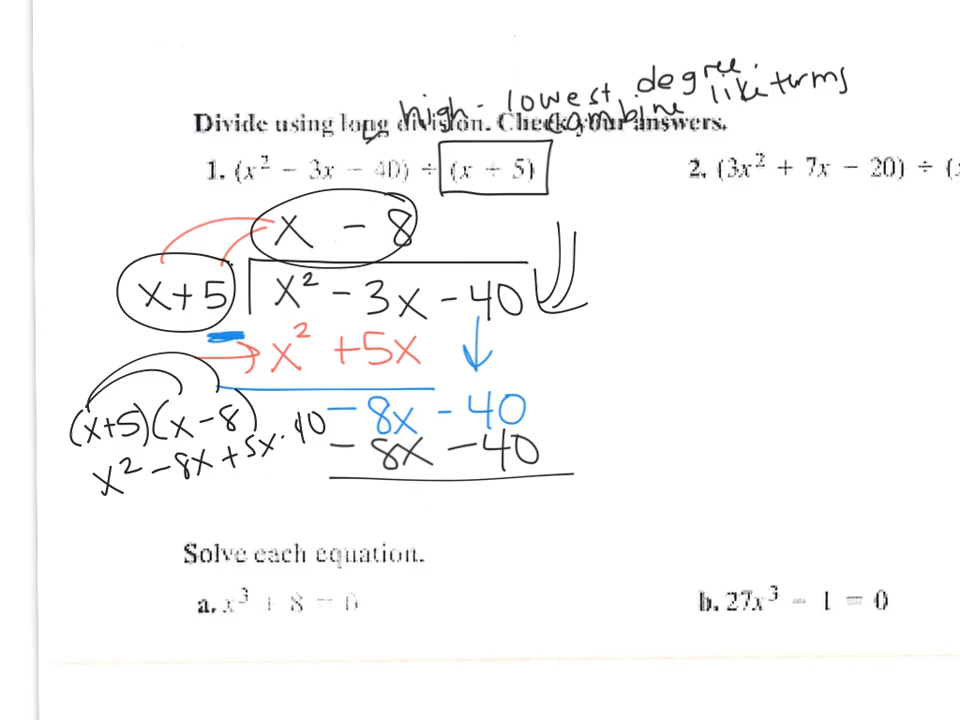 high - lowest degree.
combine like terms
Divide using long division. Check your answers.
1. (x² - 3x - 40) ÷ (x + 5)
2. (3x² + 7x - 20) ÷ (
x - 8
x + 5 x² - 3x - 40
x² + 5x
- 8x - 40
(x+5)(x-8)
- 8x - 40
x² - 8x + 5x - 40
Solve each equation.
a. x³ + 8 = 0
b. 27x³ - 1 = 0